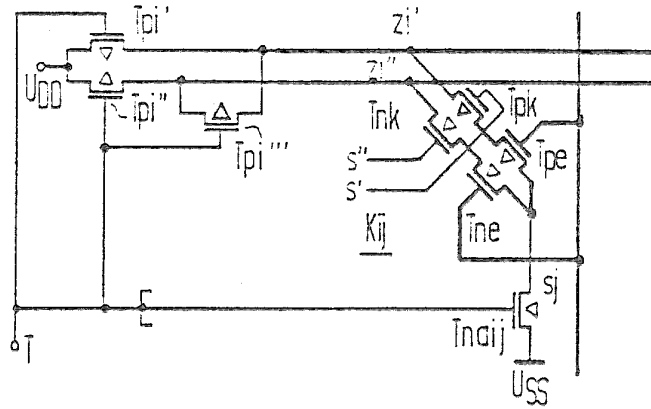 Tpi'
zi'
UDD
zi"
Tpi"
Tnk
Tpk
Tpi'''
s"
Tpe
s'
Kij
Tne
sj
Tnaij
T
USS